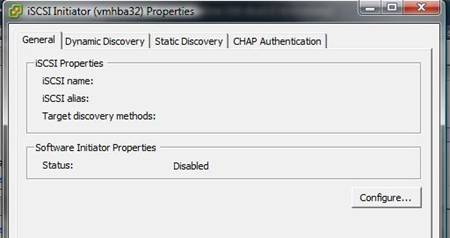 iSCSI Initiator (vmhba32) Properties
General Dynamic Discovery Static Discovery CHAP Authentication
iSCSI Properties
iSCSI name:
iSCSI alias:
Target discovery methods:
Software Initiator Properties
Status: Disabled
Configure...